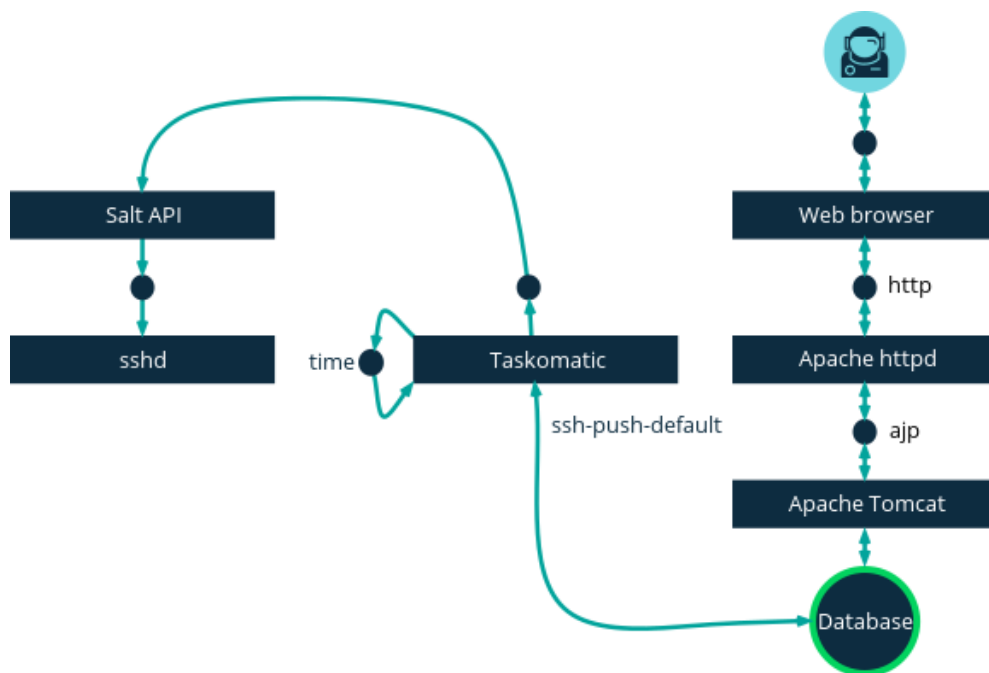 Salt API
Web browser
http
sshd
time
Taskomatic
Apache httpd
ssh-push-default
ajp
Apache Tomcat
Database